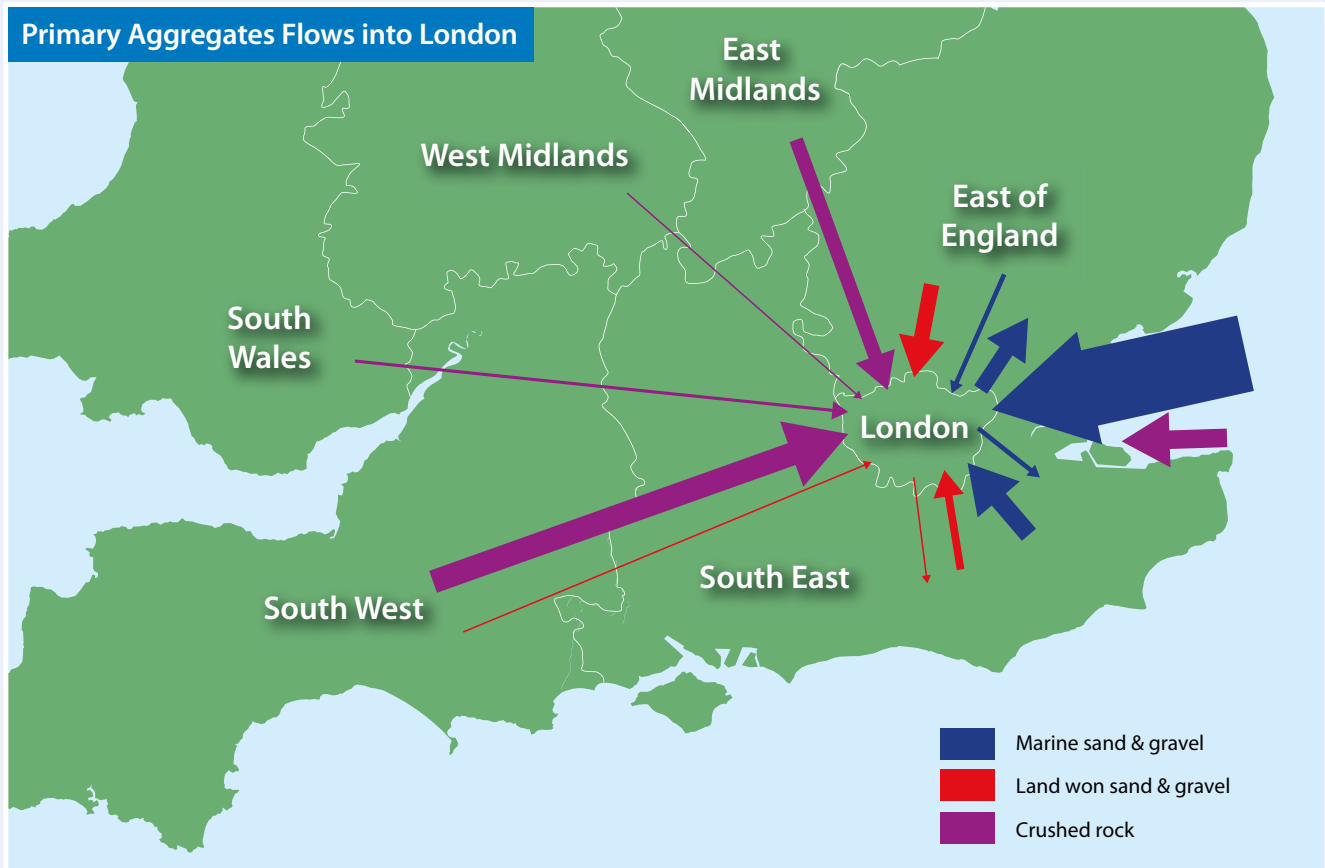 Primary Aggregates Flows into London
East
Midlands
West Midlands
East of
England
South
Wales
London
South East
South West
Marine sand & gravel
Land won sand & gravel
Crushed rock